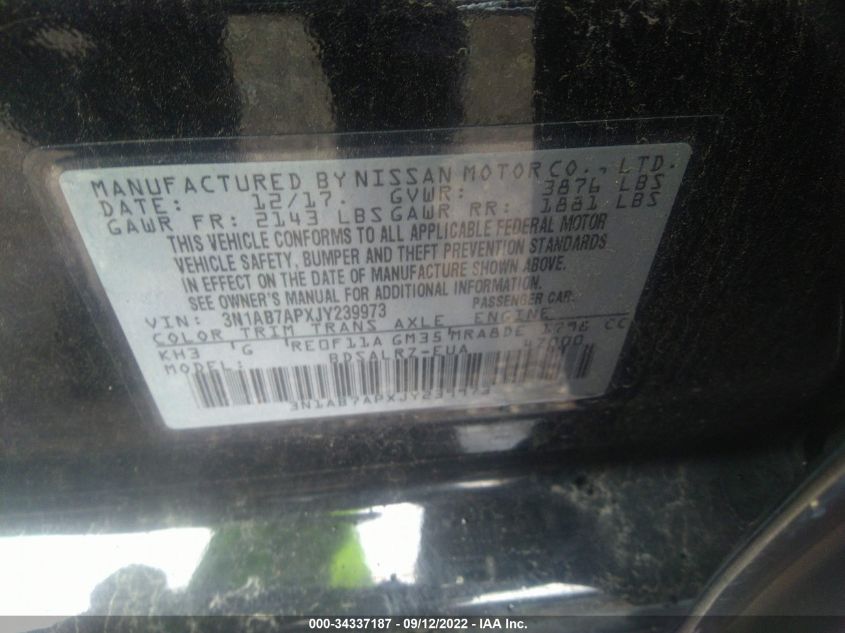 MANUFACTURED BY NISSAN MOTOR CO., LTD.
DATE: 12/17. GVWR: 3876 LBS
GAWR FR: 2143 LBS GAWR RR: 1881 LBS
THIS VEHICLE CONFORMS TO ALL APPLICABLE FEDERAL MOTOR
VEHICLE SAFETY, BUMPER AND THEFT PREVENTION STANDARDS
IN EFFECT ON THE DATE OF MANUFACTURE SHOWN ABOVE.
SEE OWNER'S MANUAL FOR ADDITIONAL INFORMATION.
VIN: 3N1AB7APXJY239973 PASSENGER CAR
COLOR TRIM TRANS AXLE ENGINE
KH3 G RE0F11A GM35 MRA8DE 1796 CC
MODEL: BDSALRZ-EUA 47000
3N1AB7APXJY239973
000-34337187 - 09/12/2022 - IAA Inc.